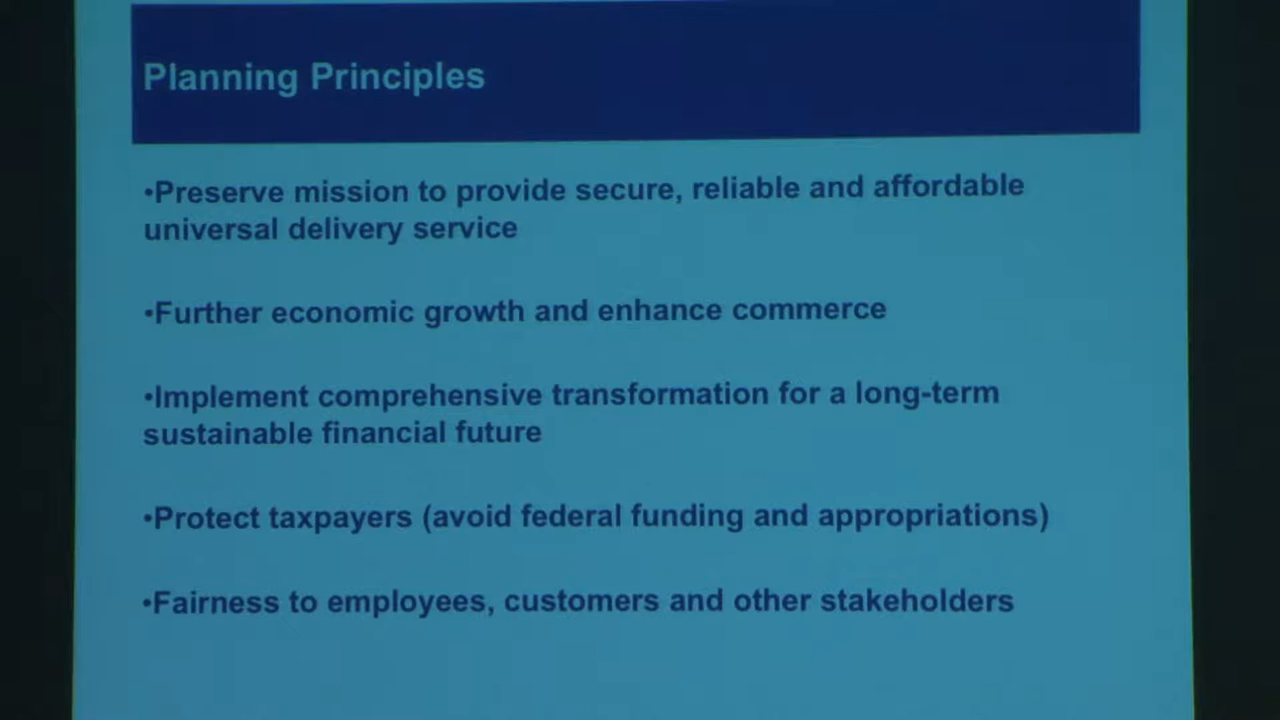 Planning Principles
•Preserve mission to provide secure, reliable and affordable
universal delivery service
•Further economic growth and enhance commerce
•Implement comprehensive transformation for a long-term
sustainable financial future
•Protect taxpayers (avoid federal funding and appropriations)
•Fairness to employees, customers and other stakeholders